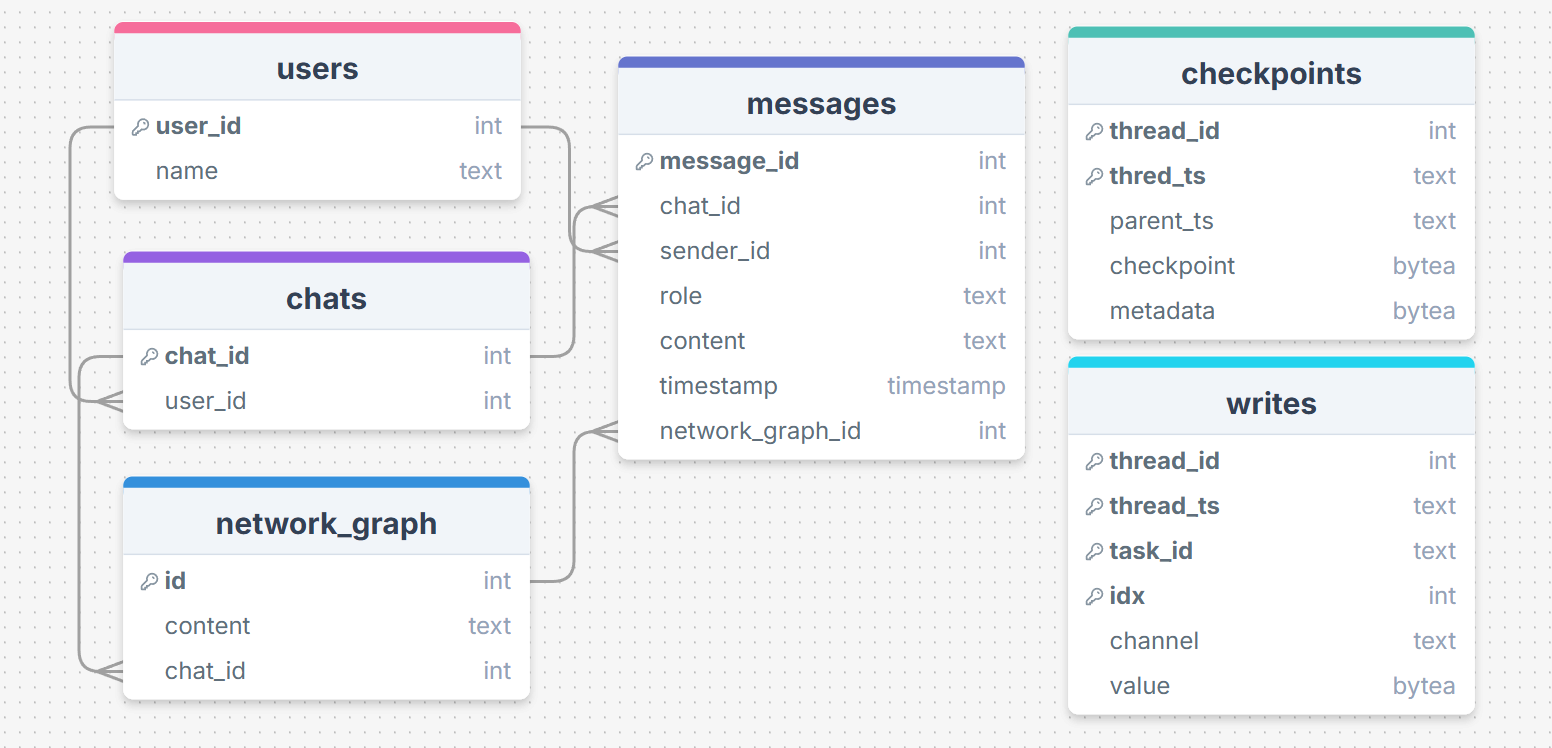 users
user_id int
name text
chats
chat_id int
user_id int
network_graph
id int
content text
chat_id int
messages
message_id int
chat_id int
sender_id int
role text
content text
timestamp timestamp
network_graph_id int
checkpoints
thread_id int
thred_ts text
parent_ts text
checkpoint bytea
metadata bytea
writes
thread_id int
thread_ts text
task_id text
idx int
channel text
value bytea